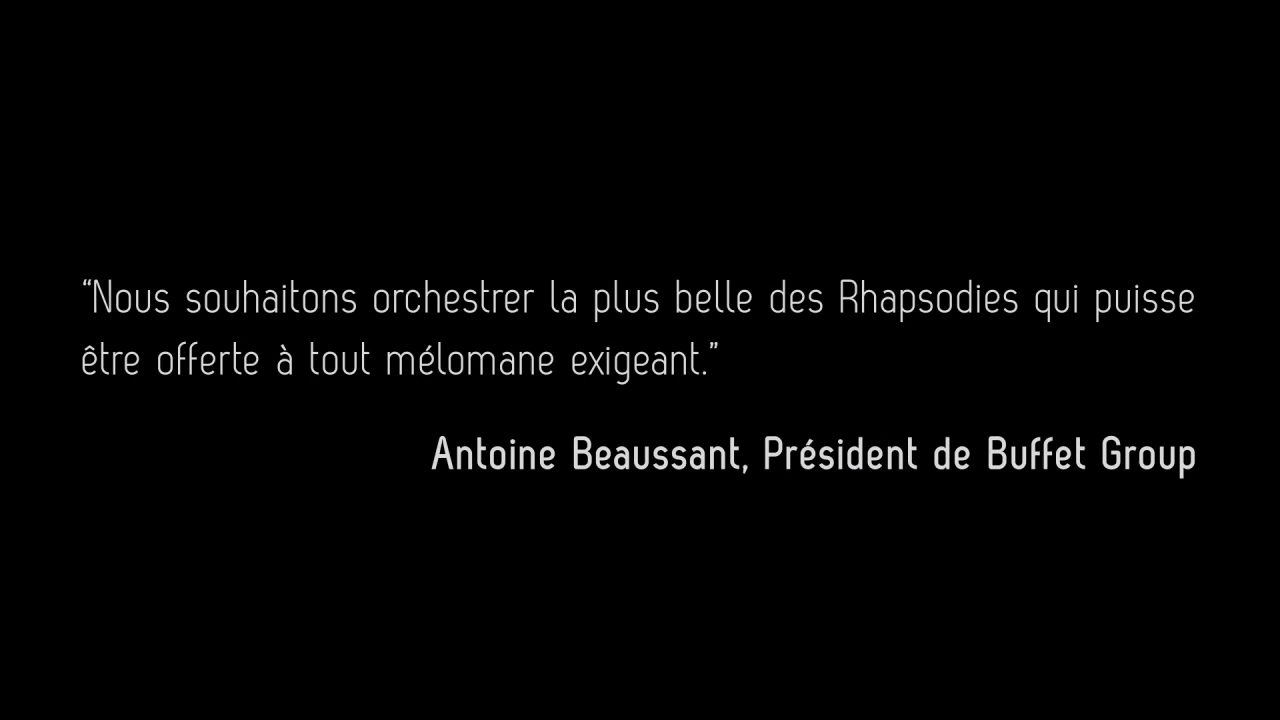 “Nous souhaitons orchestrer la plus belle des Rhapsodies qui puisse
être offerte à tout mélomane exigeant.”
Antoine Beaussant, Président de Buffet Group